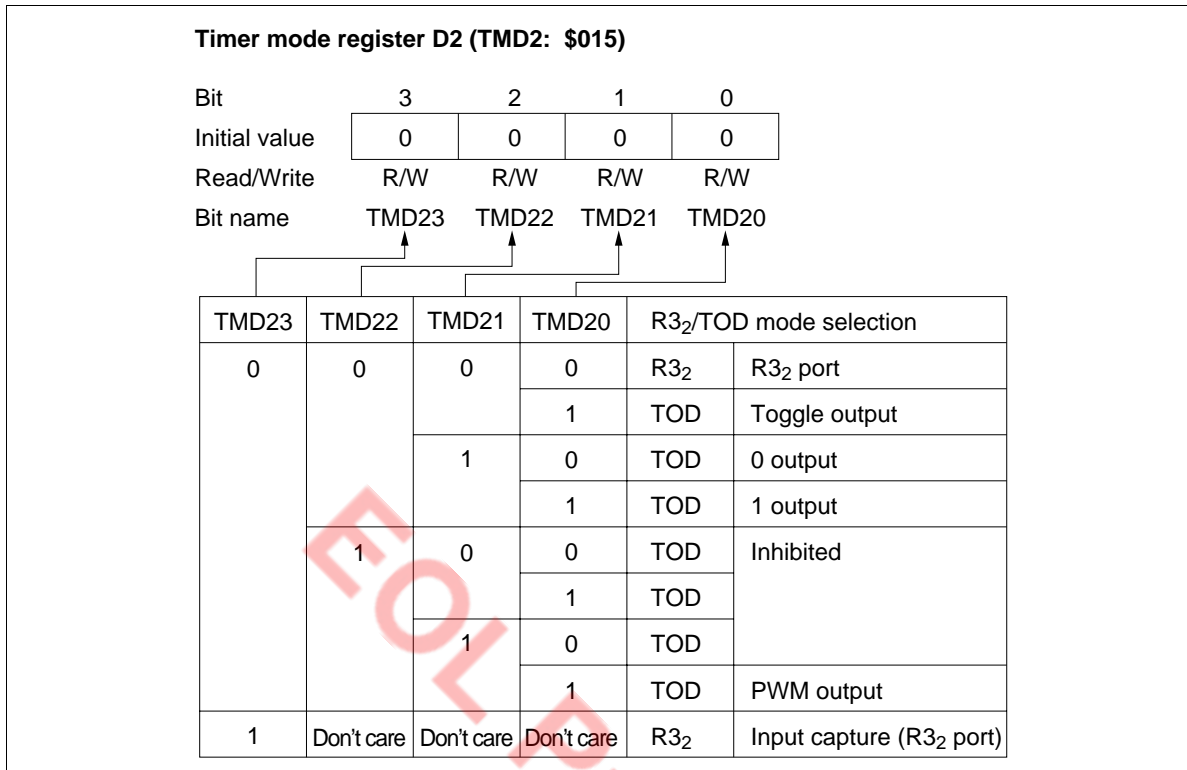 Timer mode register D2 (TMD2: $015)
Bit 3 2 1 0
Initial value 0 0 0 0
Read/Write R/W R/W R/W R/W
Bit name TMD23 TMD22 TMD21 TMD20
TMD23 TMD22 TMD21 TMD20 R3₂/TOD mode selection
0 0 0 0 R3₂ R3₂ port
1 TOD Toggle output
1 0 TOD 0 output
1 TOD 1 output
1 0 0 TOD Inhibited
1 TOD
1 0 TOD
1 TOD PWM output
1 Don't care Don't care Don't care R3₂ Input capture (R3₂ port)
EOL P